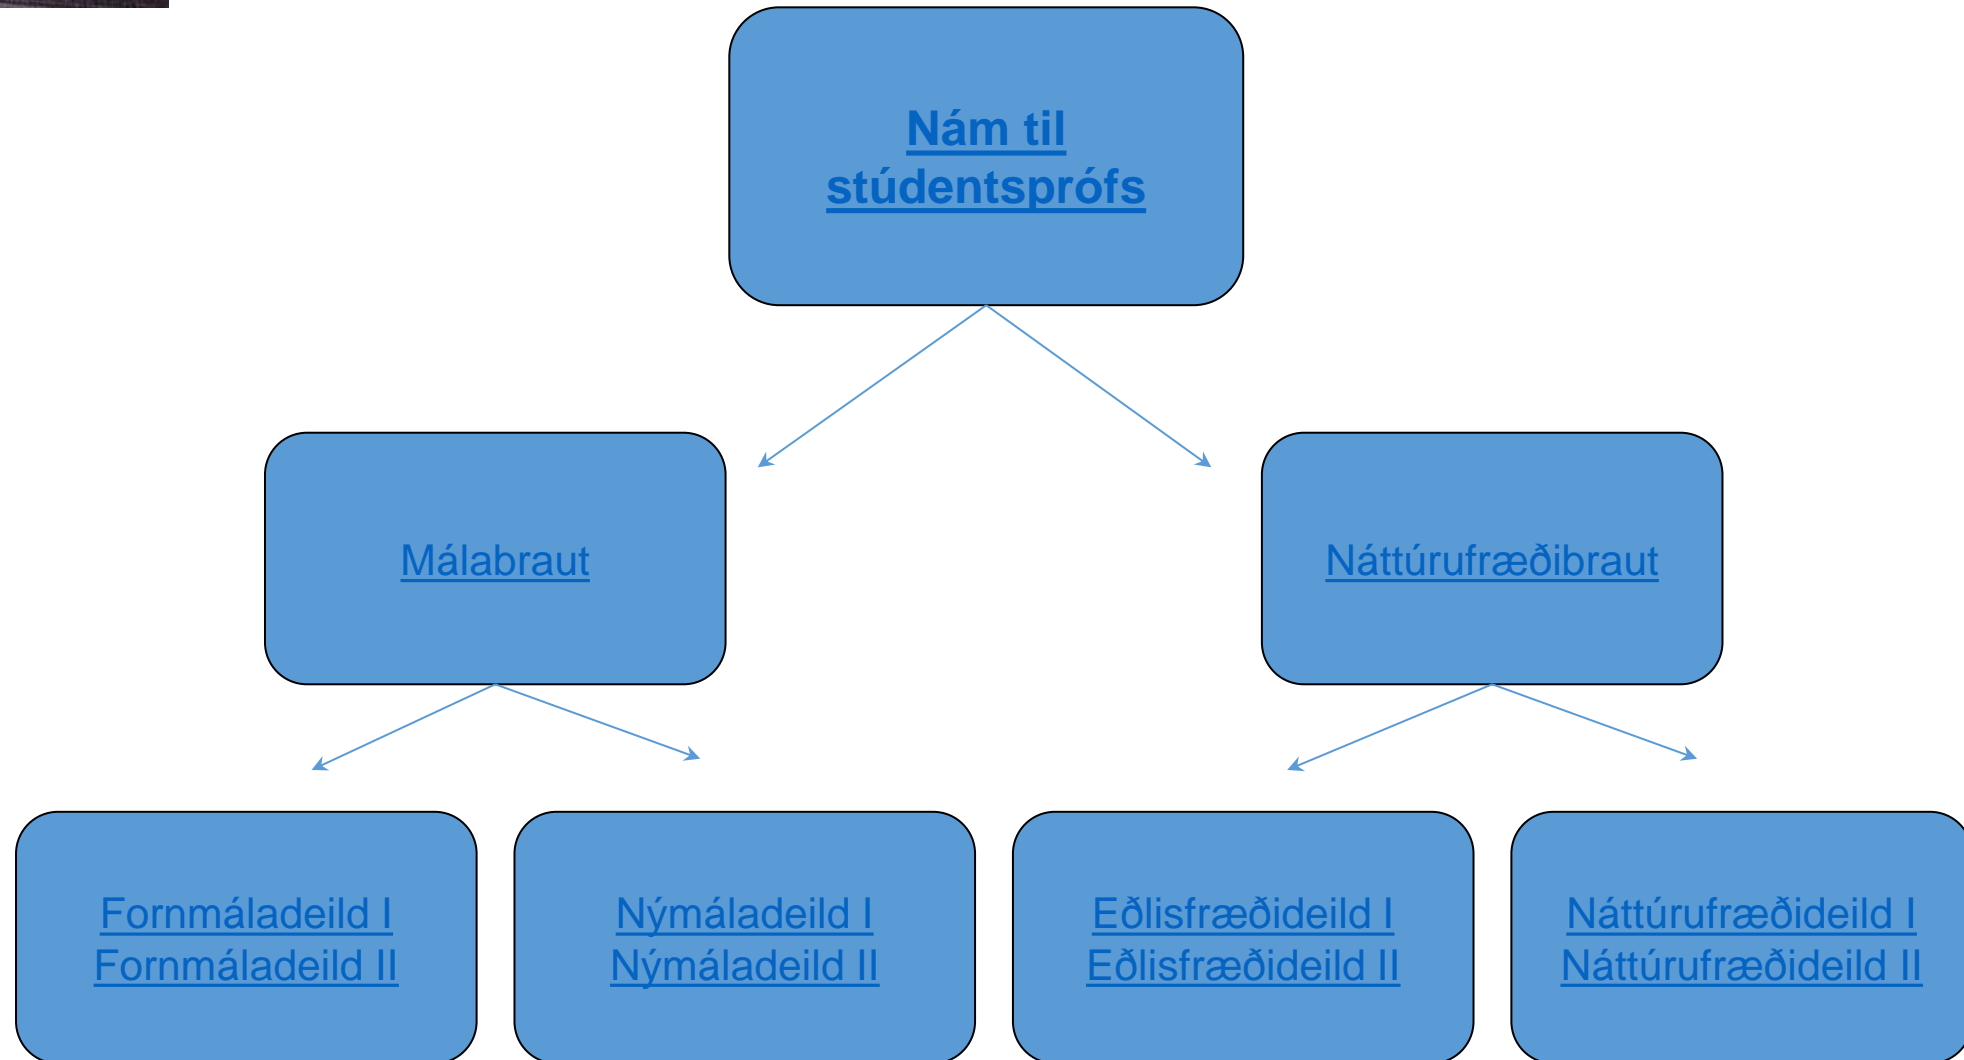 Nám til
stúdentsprófs
Málabraut
Náttúrufræðibraut
Fornmáladeild I
Fornmáladeild II
Nýmáladeild I
Nýmáladeild II
Eðlisfræðideild I
Eðlisfræðideild II
Náttúrufræðideild I
Náttúrufræðideild II